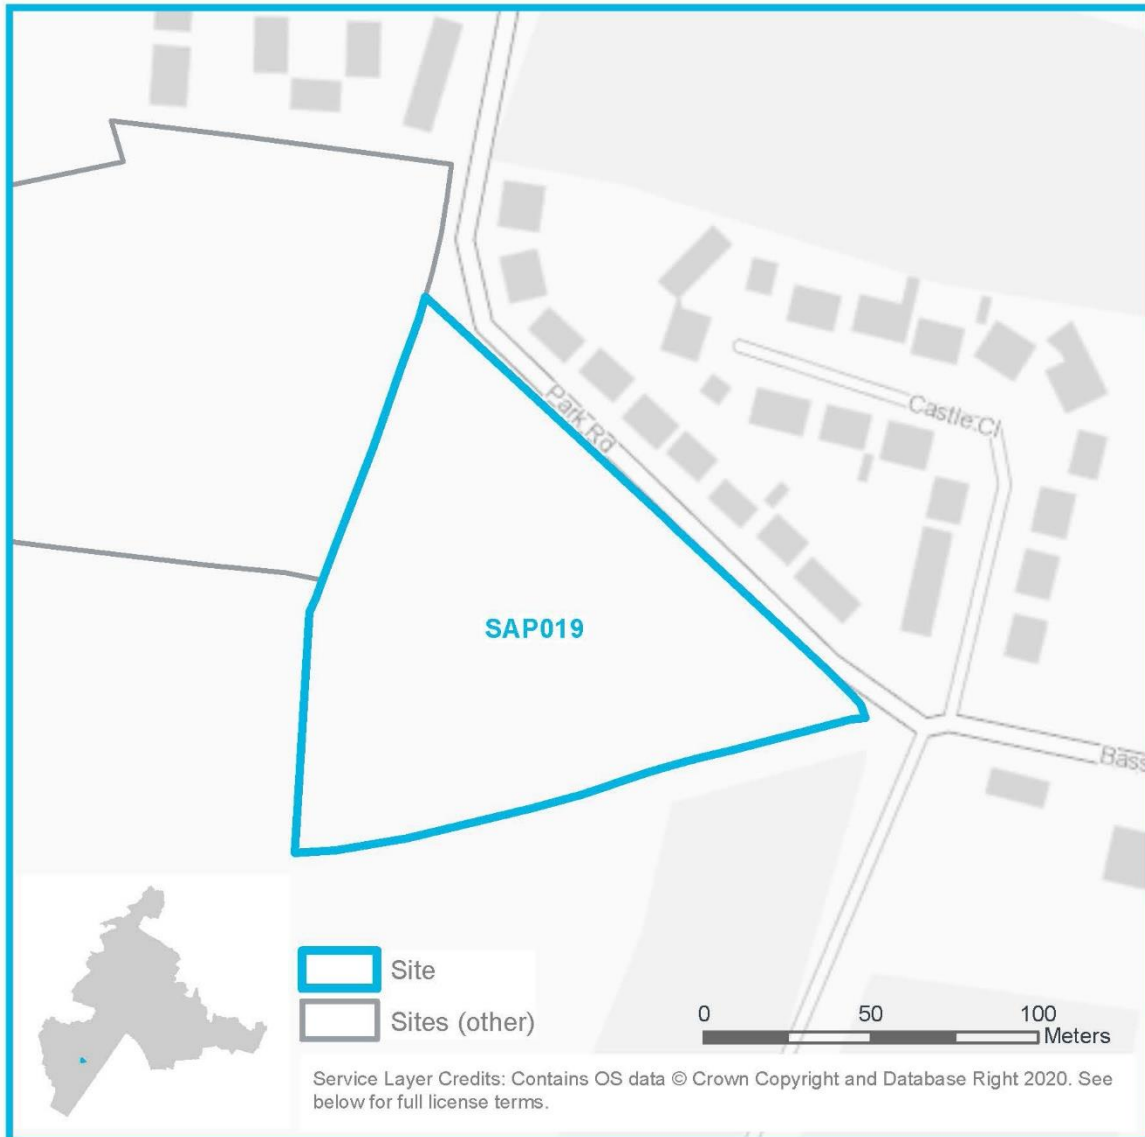 Park Rd
Castle Cl
SAP019
Bass
Site
Sites (other)
0 50 100
Meters
Service Layer Credits: Contains OS data © Crown Copyright and Database Right 2020. See
below for full license terms.